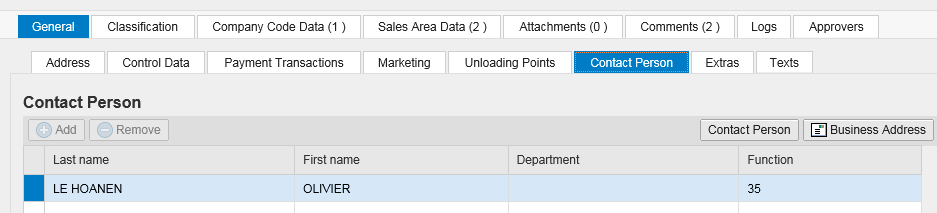 General Classification Company Code Data (1 ) Sales Area Data (2 ) Attachments (0 ) Comments (2 ) Logs Approvers
Address Control Data Payment Transactions Marketing Unloading Points Contact Person Extras Texts
Contact Person
Add Remove Contact Person Business Address
Last name First name Department Function
LE HOANEN OLIVIER 35